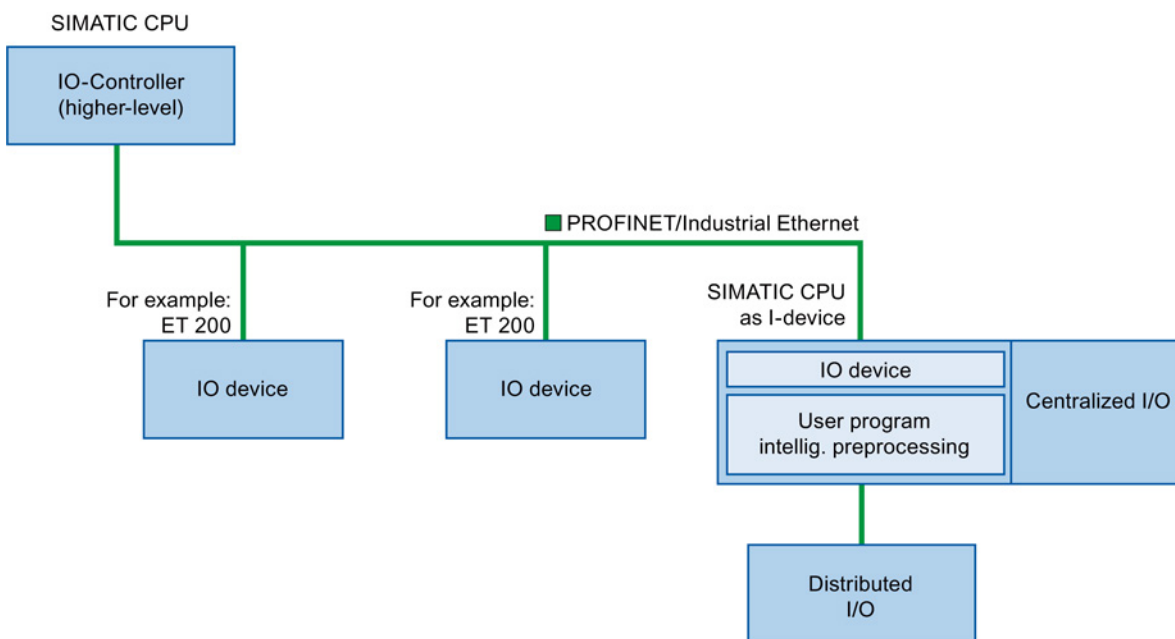 SIMATIC CPU
IO-Controller
(higher-level)
PROFINET/Industrial Ethernet
For example:
ET 200
For example:
ET 200
SIMATIC CPU
as I-device
IO device
IO device
IO device
User program
intellig. preprocessing
Centralized I/O
Distributed
I/O